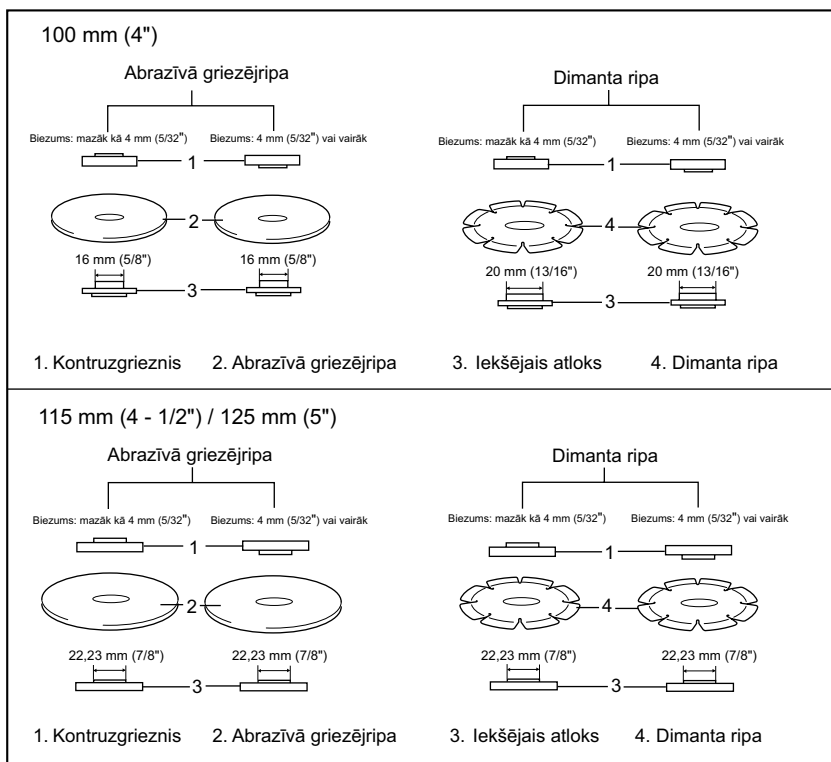 100 mm (4")
Abrazīvā griezējripa
Dimanta ripa
Biezums: mazāk kā 4 mm (5/32") Biezums: 4 mm (5/32") vai vairāk
Biezums: mazāk kā 4 mm (5/32") Biezums: 4 mm (5/32") vai vairāk
1
1
2
4
16 mm (5/8") 16 mm (5/8")
20 mm (13/16") 20 mm (13/16")
3
3
1. Kontruzgrieznis 2. Abrazīvā griezējripa 3. Iekšējais atloks 4. Dimanta ripa
115 mm (4 - 1/2") / 125 mm (5")
Abrazīvā griezējripa
Dimanta ripa
Biezums: mazāk kā 4 mm (5/32") Biezums: 4 mm (5/32") vai vairāk
Biezums: mazāk kā 4 mm (5/32") Biezums: 4 mm (5/32") vai vairāk
1
1
2
4
22,23 mm (7/8") 22,23 mm (7/8")
22,23 mm (7/8") 22,23 mm (7/8")
3
3
1. Kontruzgrieznis 2. Abrazīvā griezējripa 3. Iekšējais atloks 4. Dimanta ripa